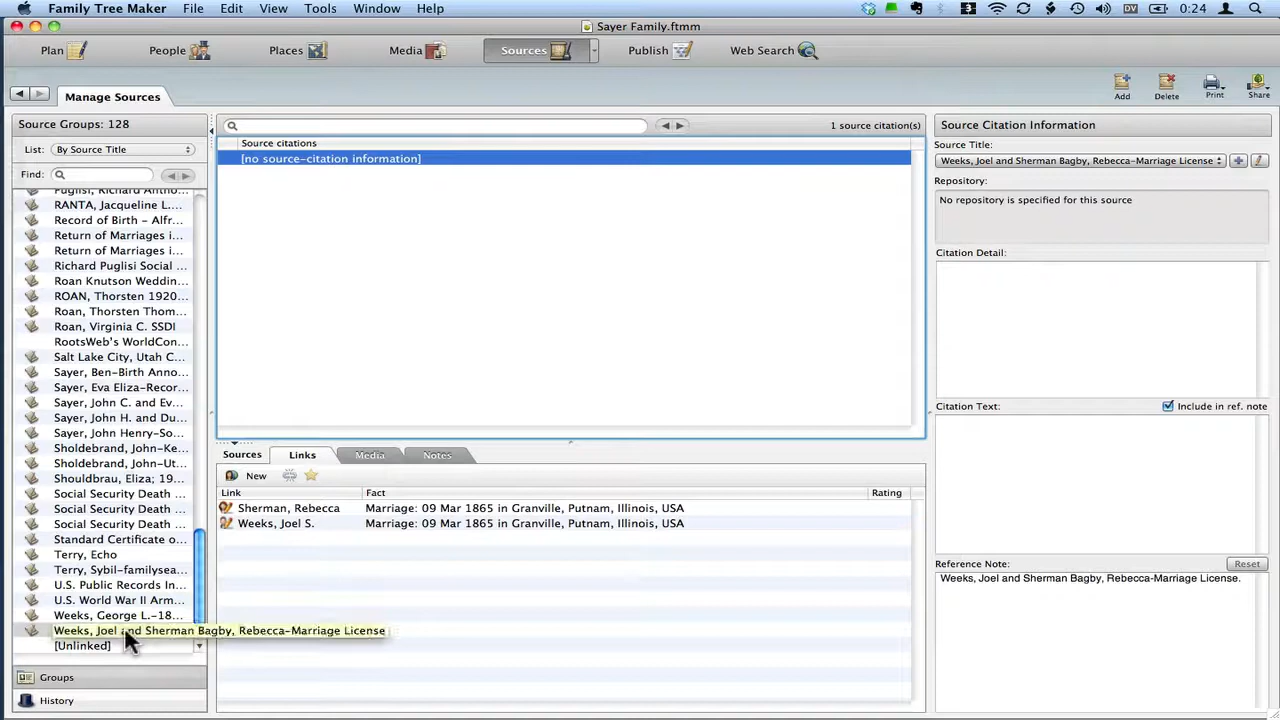 Family Tree Maker File Edit View Tools Window Help 0:24
Sayer Family.ftmm
Plan People Places Media Sources Publish Web Search
Manage Sources Add Delete Print Share
Source Groups: 128
List: By Source Title
Find:
Puglisi, Richard Antho...
RANTA, Jacqueline L....
Record of Birth - Alfr...
Return of Marriages i...
Return of Marriages i...
Richard Puglisi Social ...
Roan Knutson Weddin...
ROAN, Thorsten 1920...
Roan, Thorsten Thom...
Roan, Virginia C. SSDI
RootsWeb's WorldCon...
Salt Lake City, Utah C...
Sayer, Ben-Birth Anno...
Sayer, Eva Eliza-Recor...
Sayer, John C. and Ev...
Sayer, John H. and Du...
Sayer, John Henry-So...
Sholdebrand, John-Ke...
Sholdebrand, John-Ut...
Shouldbrau, Eliza; 19...
Social Security Death ...
Social Security Death ...
Social Security Death ...
Standard Certificate o...
Terry, Echo
Terry, Sybil-familysea...
U.S. Public Records In...
U.S. World War II Arm...
Weeks, George L.-18...
Weeks, Joel and Sherman Bagby, Rebecca-Marriage License
[Unlinked]
Groups
History
1 source citation(s)
Source citations
[no source-citation information]
Sources Links Media Notes
New
Link Fact Rating
Sherman, Rebecca Marriage: 09 Mar 1865 in Granville, Putnam, Illinois, USA
Weeks, Joel S. Marriage: 09 Mar 1865 in Granville, Putnam, Illinois, USA
Source Citation Information
Source Title:
Weeks, Joel and Sherman Bagby, Rebecca-Marriage License
Repository:
No repository is specified for this source
Citation Detail:
Citation Text: Include in ref. note
Reference Note: Reset
Weeks, Joel and Sherman Bagby, Rebecca-Marriage License.